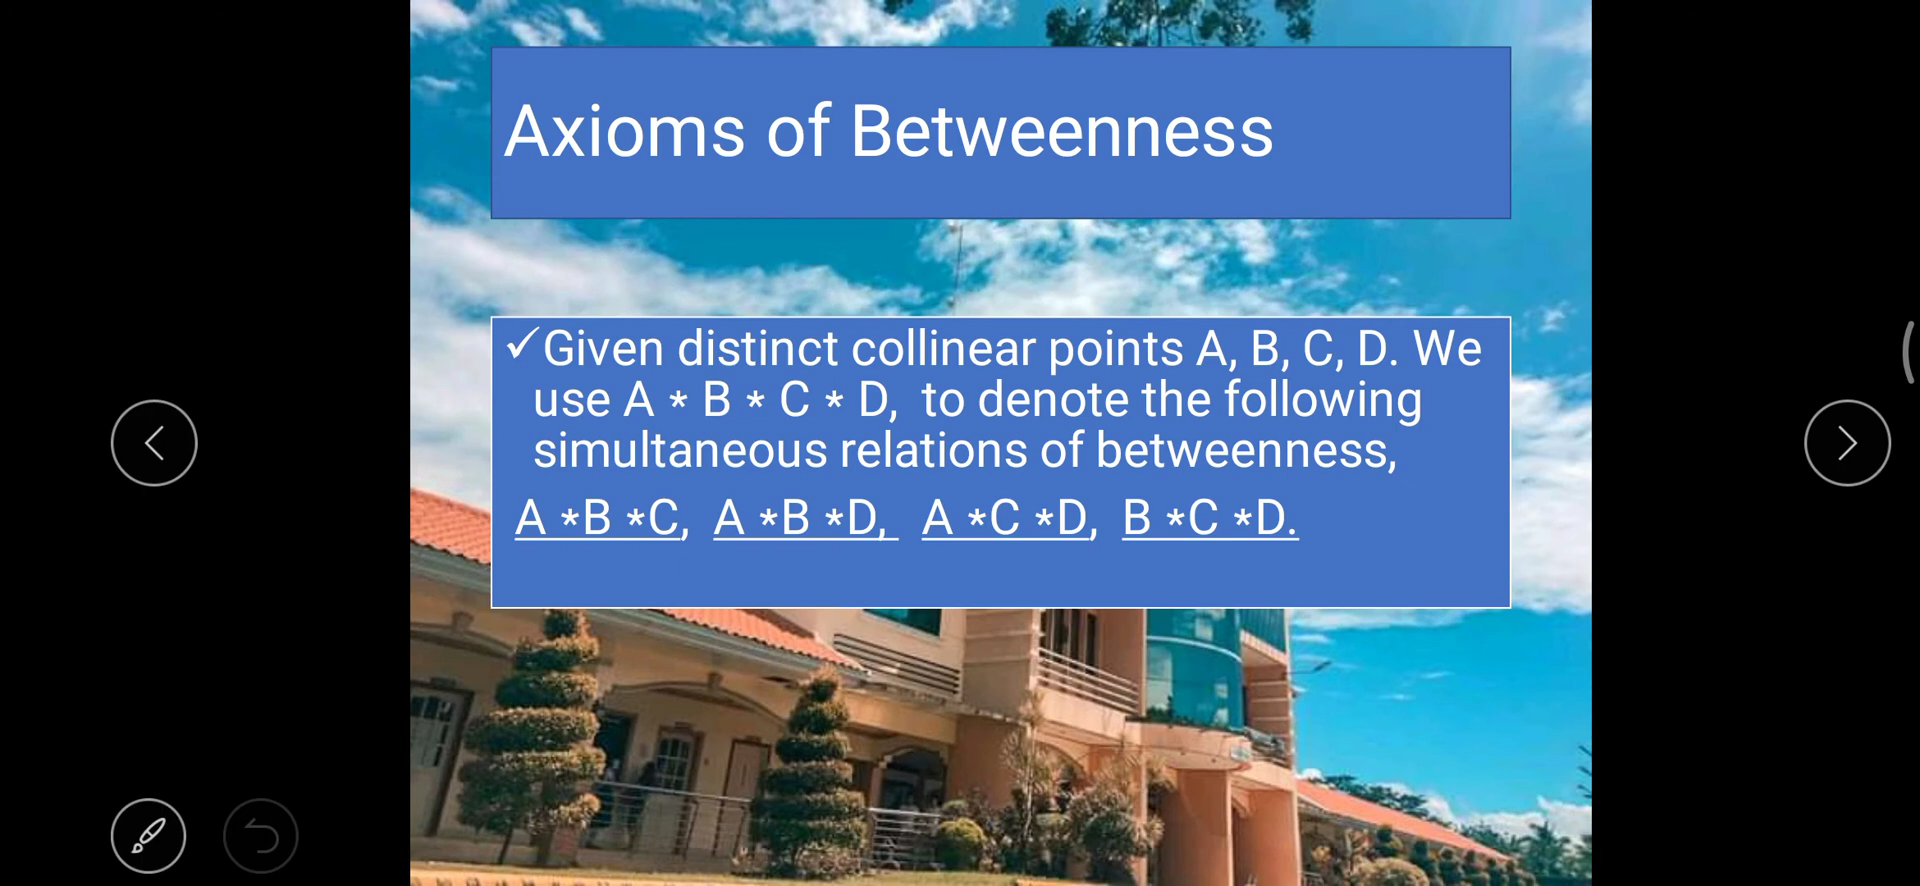 Axioms of Betweenness
✓Given distinct collinear points A, B, C, D. We
use A * B * C * D,  to denote the following
simultaneous relations of betweenness,
A *B *C,  A *B *D,  A *C *D,  B *C *D.